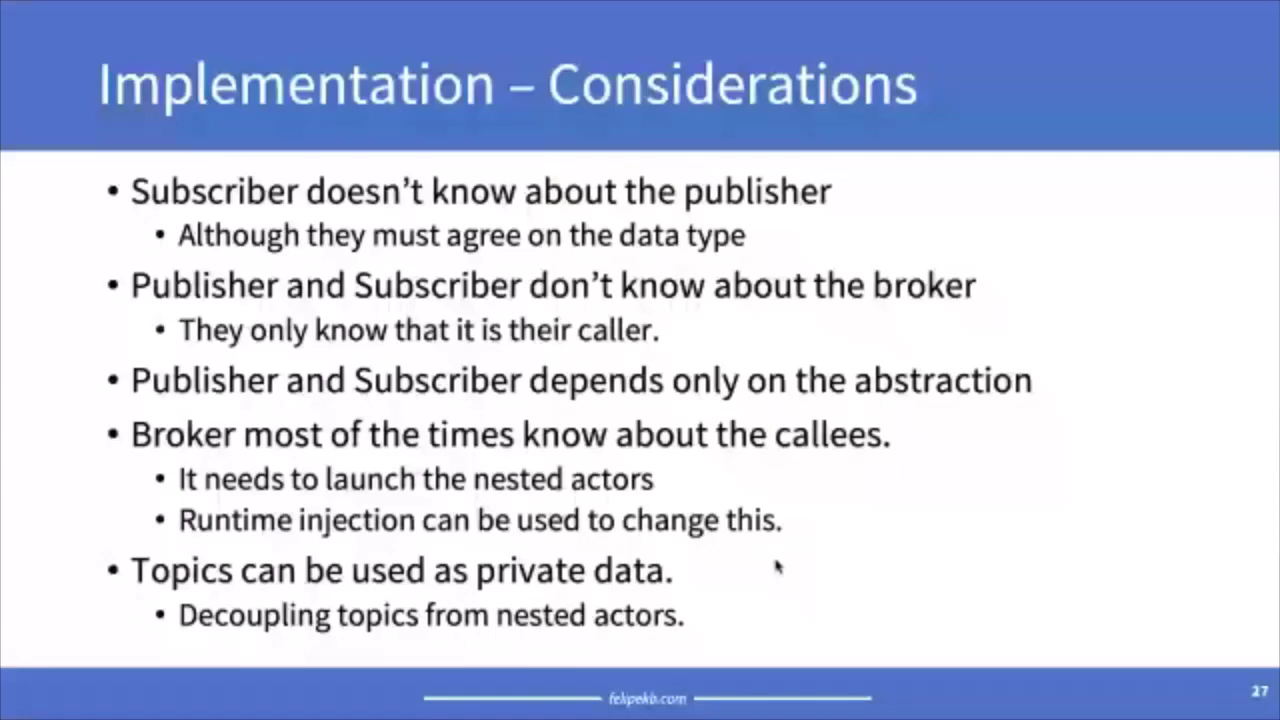 Implementation – Considerations
• Subscriber doesn’t know about the publisher
• Although they must agree on the data type
• Publisher and Subscriber don’t know about the broker
• They only know that it is their caller.
• Publisher and Subscriber depends only on the abstraction
• Broker most of the times know about the callees.
• It needs to launch the nested actors
• Runtime injection can be used to change this.
• Topics can be used as private data.
• Decoupling topics from nested actors.
felipekb.com
27